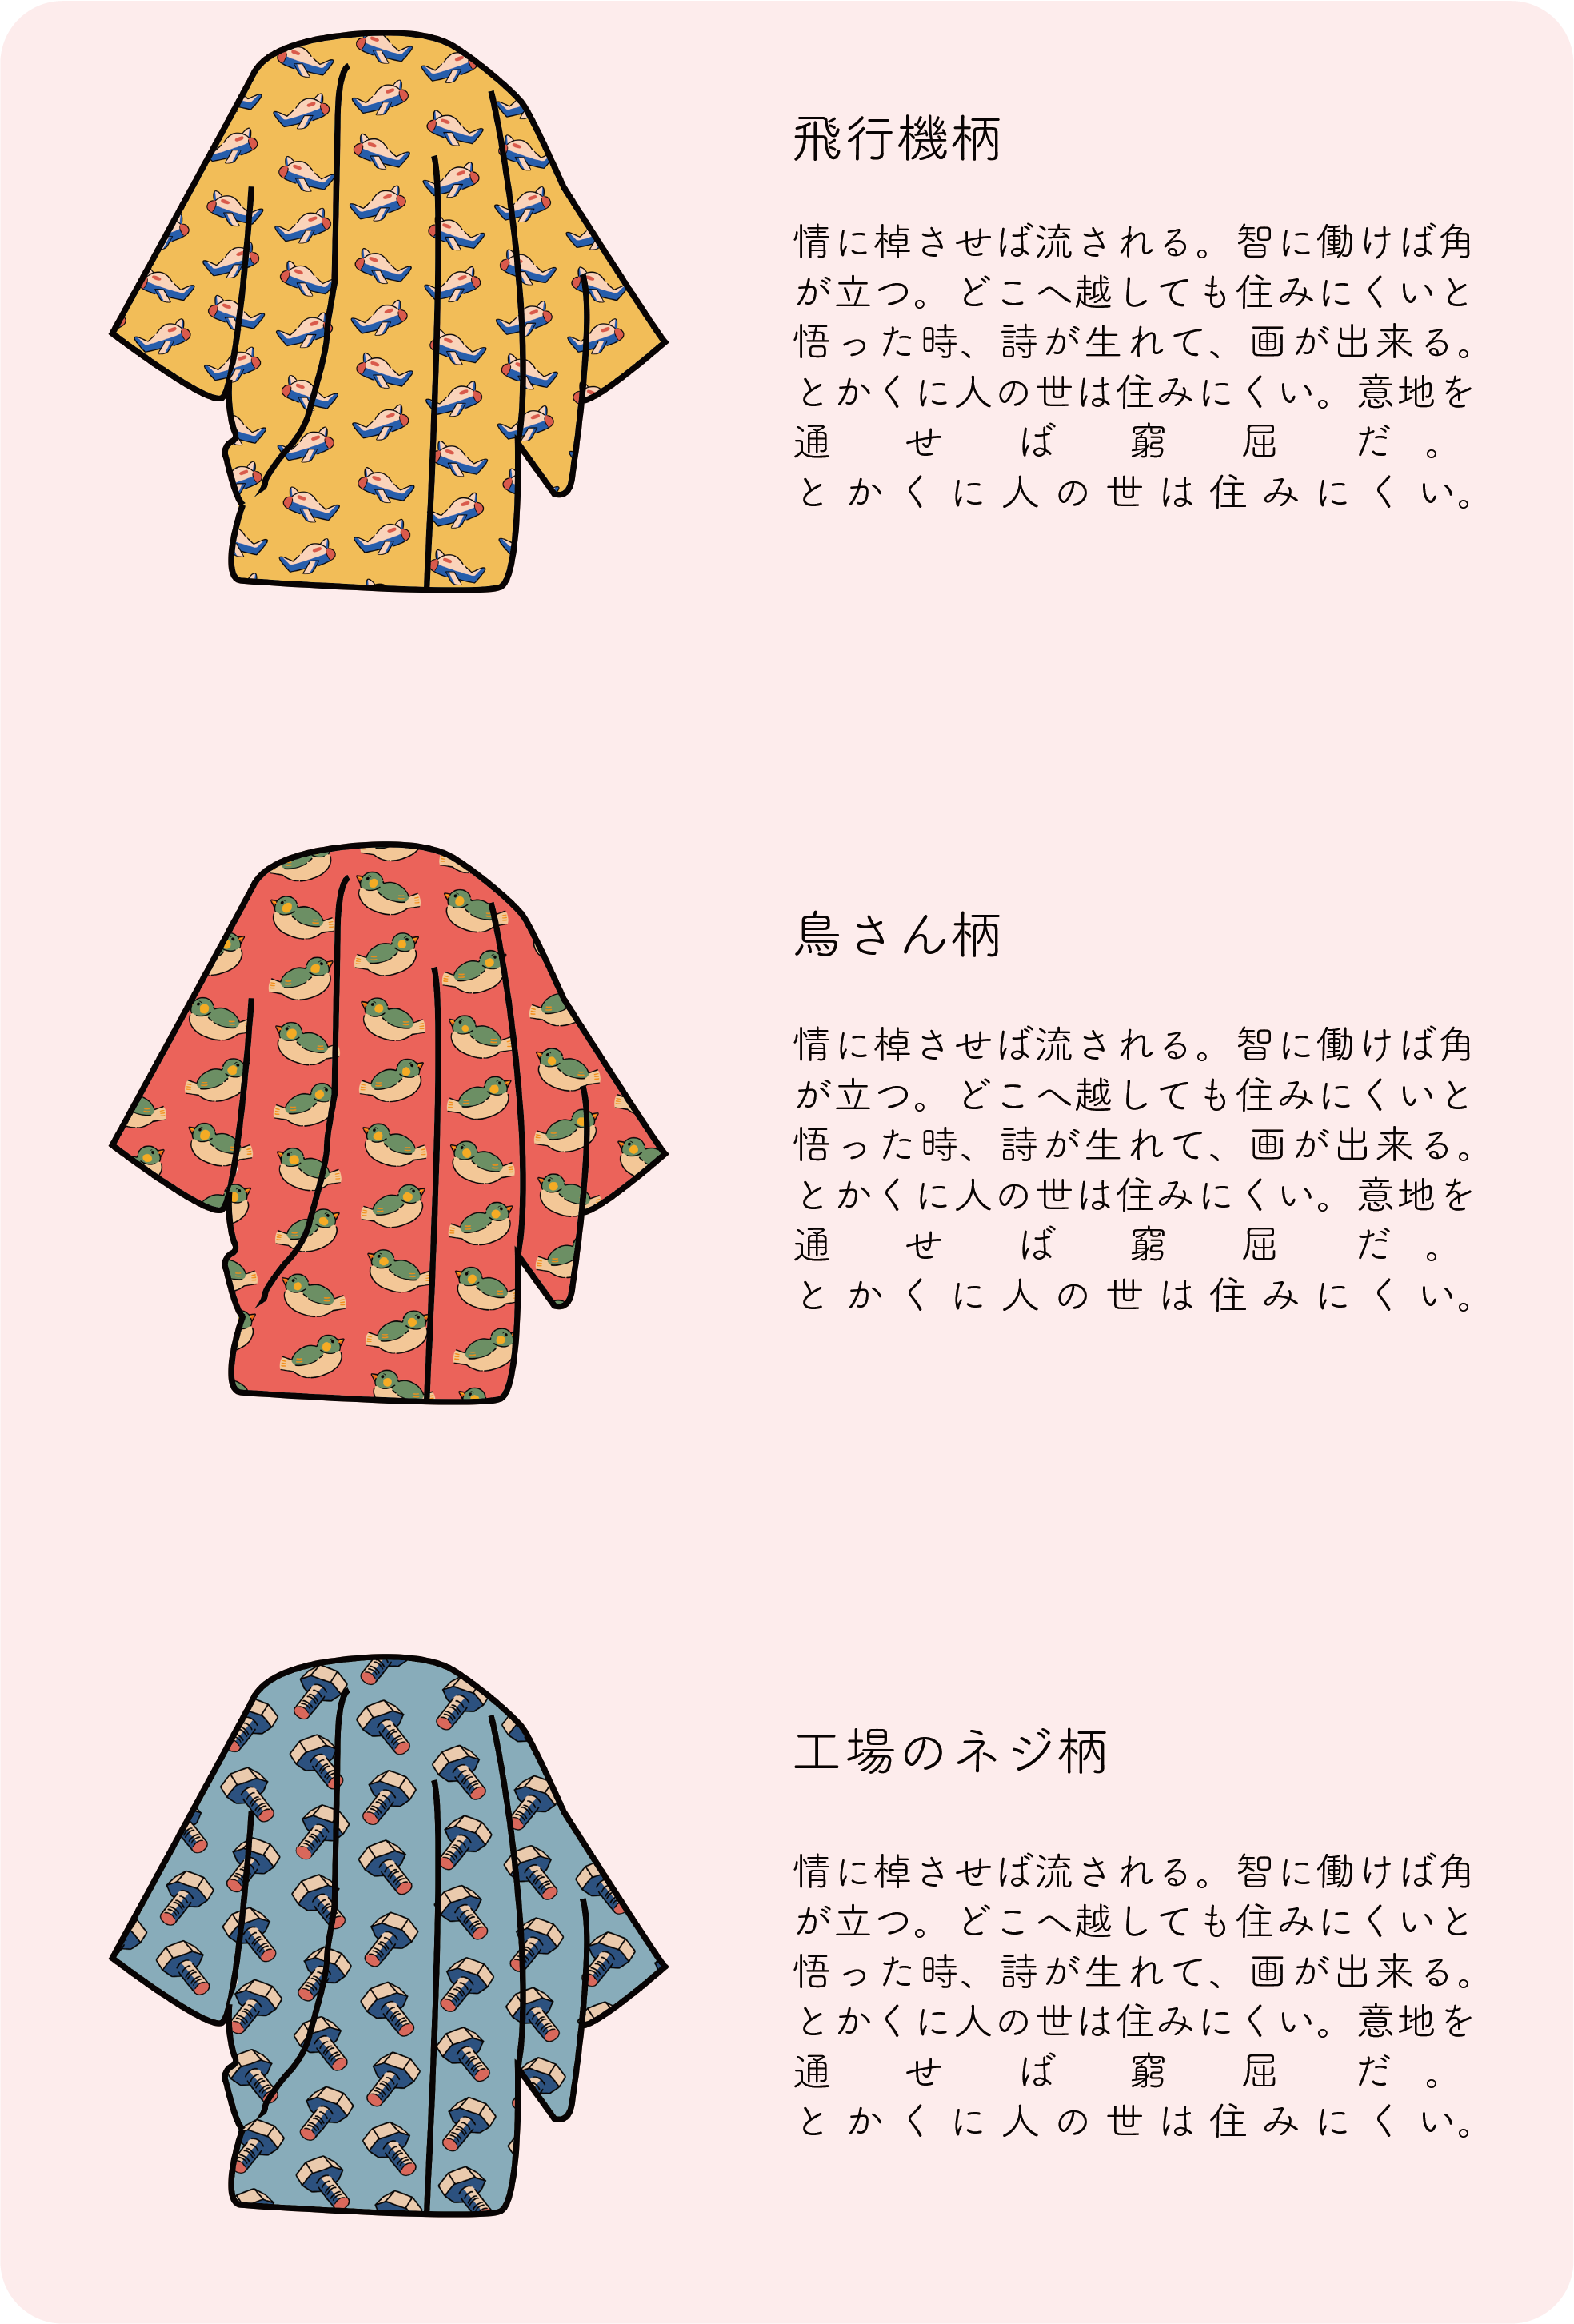 飛行機柄
情に棹させば流される。智に働けば角
が立つ。どこへ越しても住みにくいと
悟った時、詩が生れて、画が出来る。
とかくに人の世は住みにくい。意地を
通せば窮屈だ。
とかくに人の世は住みにくい。
鳥さん柄
情に棹させば流される。智に働けば角
が立つ。どこへ越しても住みにくいと
悟った時、詩が生れて、画が出来る。
とかくに人の世は住みにくい。意地を
通せば窮屈だ。
とかくに人の世は住みにくい。
工場のネジ柄
情に棹させば流される。智に働けば角
が立つ。どこへ越しても住みにくいと
悟った時、詩が生れて、画が出来る。
とかくに人の世は住みにくい。意地を
通せば窮屈だ。
とかくに人の世は住みにくい。